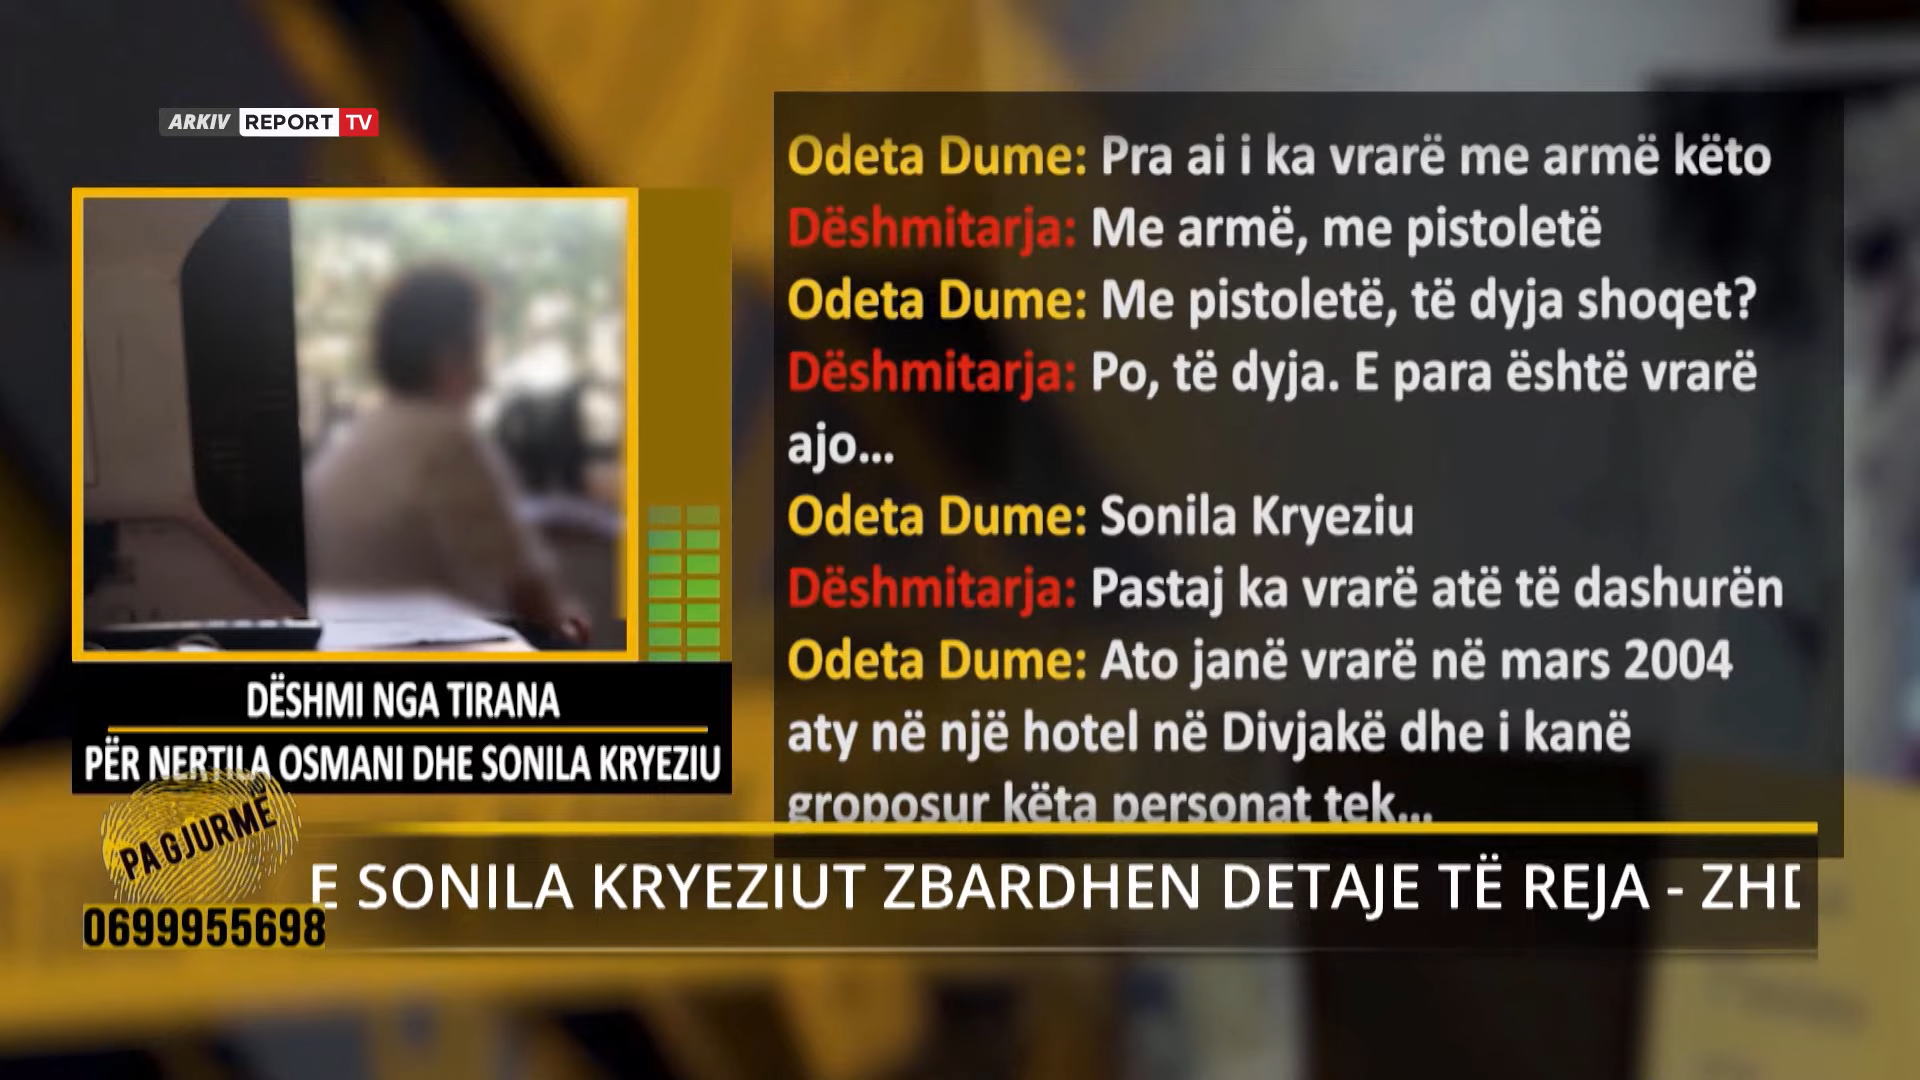 ARKIV REPORT TV
Odeta Dume: Pra ai i ka vrarë me armë këto
Dëshmitarja: Me armë, me pistoletë
Odeta Dume: Me pistoletë, të dyja shoqet?
Dëshmitarja: Po, të dyja. E para është vrarë
ajo...
Odeta Dume: Sonila Kryeziu
Dëshmitarja: Pastaj ka vrarë atë të dashurën
Odeta Dume: Ato janë vrarë në mars 2004
aty në një hotel në Divjakë dhe i kanë
groposur këta personat tek...
DËSHMI NGA TIRANA
PËR NERTILA OSMANI DHE SONILA KRYEZIU
PA GJURMË
0699955698
E SONILA KRYEZIUT ZBARDHEN DETAJE TË REJA -